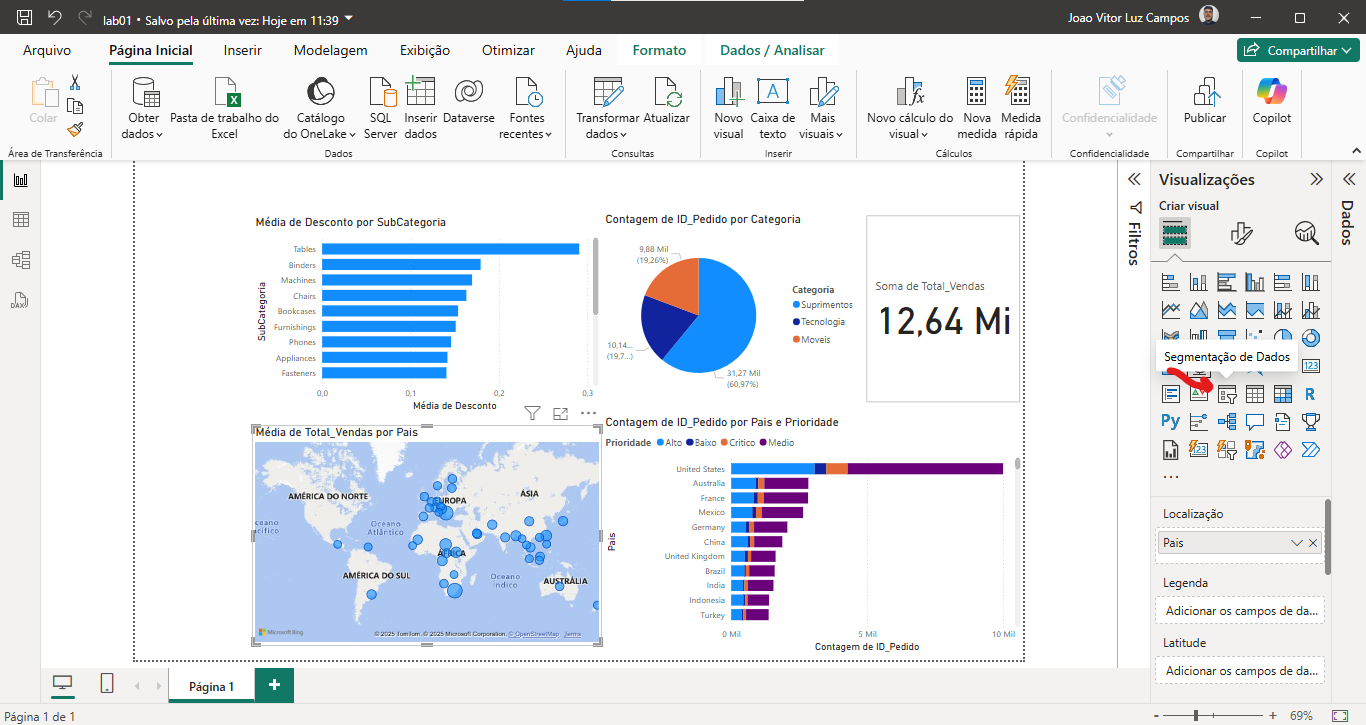 lab01 • Salvo pela última vez: Hoje em 11:39
Joao Vitor Luz Campos
Arquivo
Página Inicial
Inserir
Modelagem
Exibição
Otimizar
Ajuda
Formato
Dados / Analisar
Compartilhar
Colar
Obter dados
Pasta de trabalho do Excel
Catálogo do OneLake
SQL Server
Inserir dados
Dataverse
Fontes recentes
Transformar dados
Atualizar
Novo visual
Caixa de texto
Mais visuais
Novo cálculo do visual
Nova medida
Medida rápida
Confidencialidade
Publicar
Copilot
Área de Transferência
Dados
Consultas
Inserir
Cálculos
Confidencialidade
Compartilhar
Copilot
DAX
Média de Desconto por SubCategoria
SubCategoria
Tables
Binders
Machines
Chairs
Bookcases
Furnishings
Phones
Appliances
Fasteners
0,0
0,1
0,2
0,3
Média de Desconto
Contagem de ID_Pedido por Categoria
9,88 Mil
(19,26%)
10,14...
(19,7...
31,27 Mil
(60,97%)
Categoria
Suprimentos
Tecnologia
Moveis
Soma de Total_Vendas
12,64 Mi
Média de Total_Vendas por Pais
AMÉRICA DO NORTE
EUROPA
ÁSIA
ceano
cífico
Oceano
Atlântico
ÁFRICA
AMÉRICA DO SUL
Oceano
Índico
AUSTRÁLIA
Microsoft Bing
© 2025 TomTom, © 2025 Microsoft Corporation, © OpenStreetMap Terms
Contagem de ID_Pedido por Pais e Prioridade
Prioridade
Alto
Baixo
Critico
Medio
Pais
United States
Australia
France
Mexico
Germany
China
United Kingdom
Brazil
India
Indonesia
Turkey
0 Mil
5 Mil
10 Mil
Contagem de ID_Pedido
Filtros
Visualizações
Criar visual
Segmentação de Dados
123
R
Py
123
Localização
Pais
Legenda
Adicionar os campos de da...
Latitude
Adicionar os campos de da...
Dados
Página 1
Página 1 de 1
69%